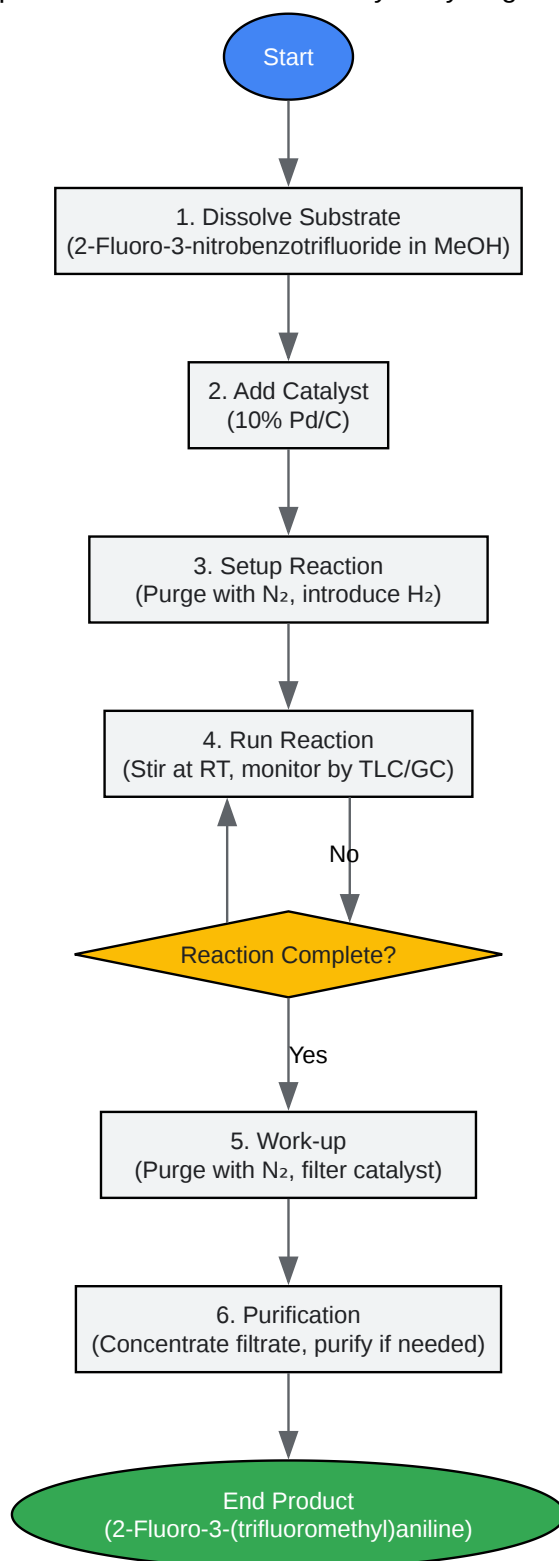 Start
1. Dissolve Substrate
(2-Fluoro-3-nitrobenzotrifluoride in MeOH)
2. Add Catalyst
(10% Pd/C)
3. Setup Reaction
(Purge with N₂, introduce H₂)
4. Run Reaction
(Stir at RT, monitor by TLC/GC)
No
Reaction Complete?
Yes
5. Work-up
(Purge with N₂, filter catalyst)
6. Purification
(Concentrate filtrate, purify if needed)
End Product
(2-Fluoro-3-(trifluoromethyl)aniline)